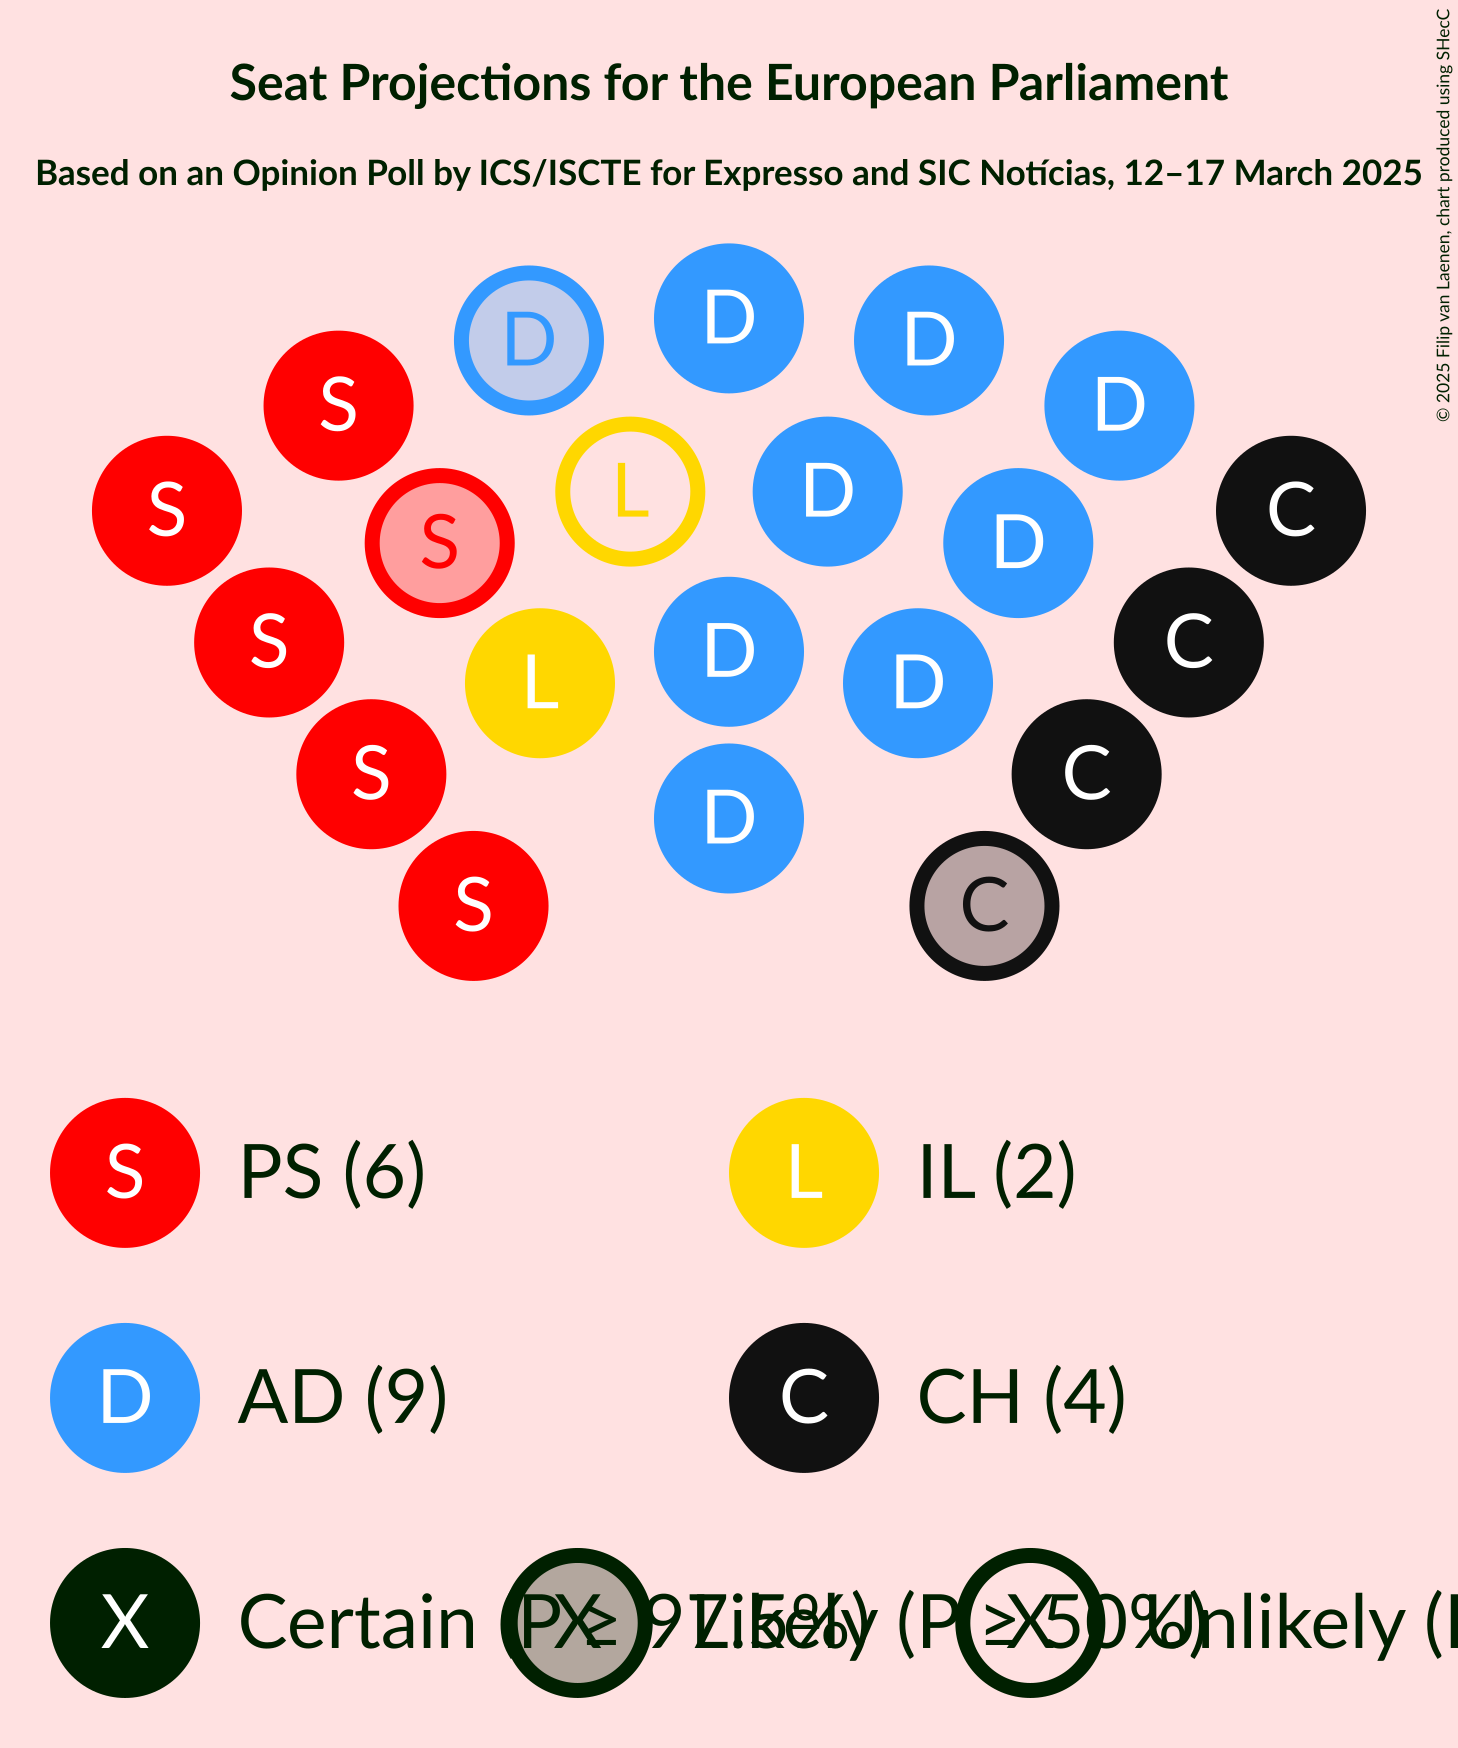 Seat Projections for the European Parliament
Based on an Opinion Poll by ICS/ISCTE for Expresso and SIC Notícias, 12–17 March 2025
© 2025 Filip van Laenen, chart produced using SHecC
D
D D
S D
S L D C
S D
S D C
L D
S C
D
S C
S PS (6) L IL (2)
D AD (9) C CH (4)
X Certain (P ≥ 97.5%) X Likely (P ≥ 50%) X Unlikely